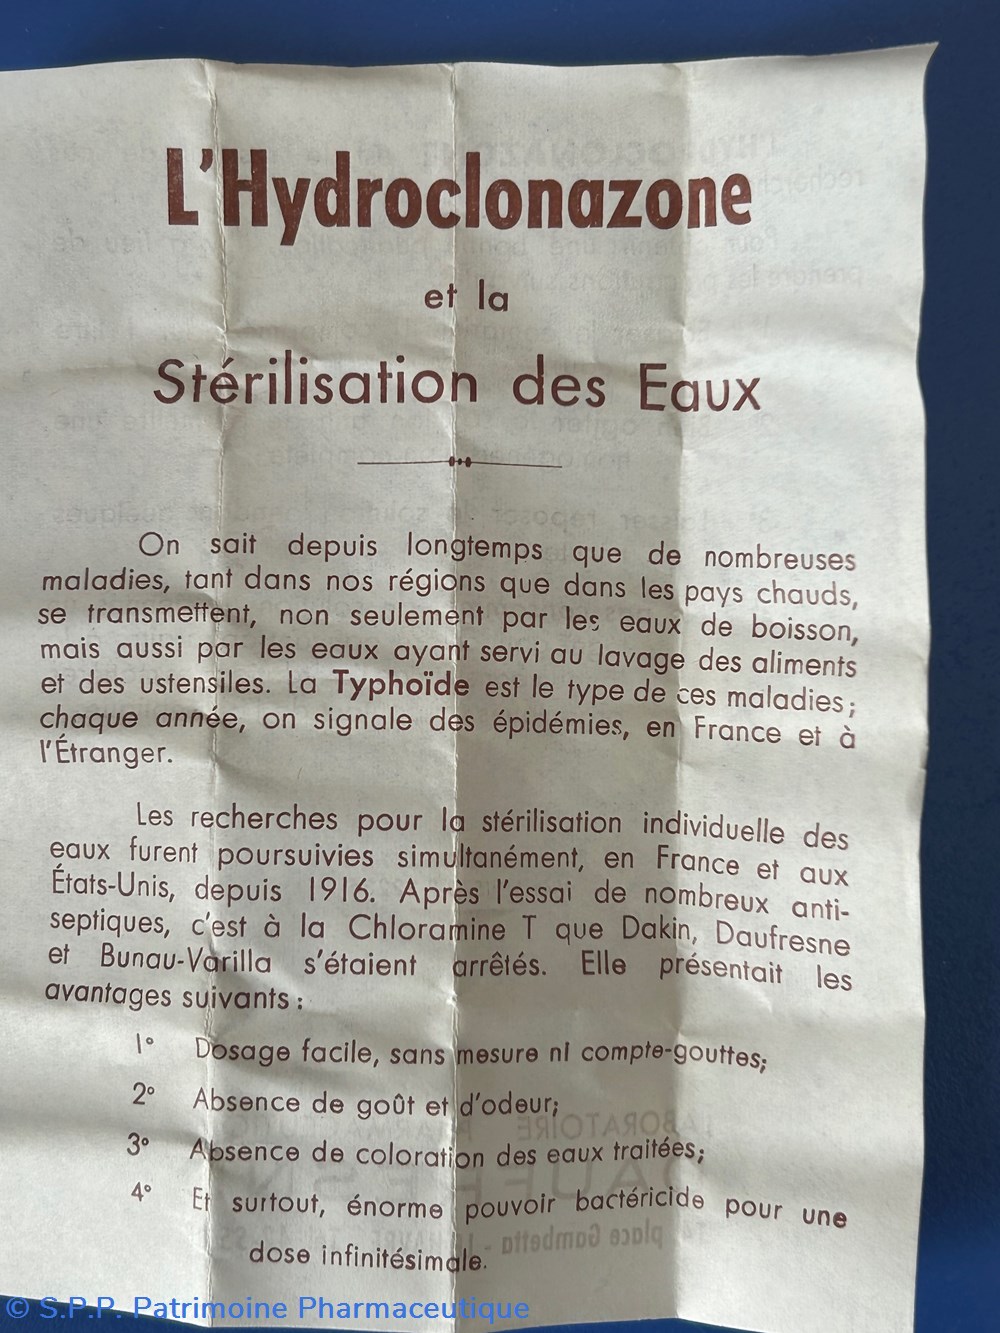 L'Hydroclonazone
et la
Stérilisation des Eaux
On sait depuis longtemps que de nombreuses
maladies, tant dans nos régions que dans les pays chauds,
se transmettent, non seulement par les eaux de boisson,
mais aussi par les eaux ayant servi au lavage des aliments
et des ustensiles. La Typhoïde est le type de ces maladies;
chaque année, on signale des épidémies, en France et à
l'Étranger.
Les recherches pour la stérilisation individuelle des
eaux furent poursuivies simultanément, en France et aux
États-Unis, depuis 1916. Après l'essai de nombreux anti-
septiques, c'est à la Chloramine T que Dakin, Daufresne
et Bunau-Varilla s'étaient arrêtés. Elle présentait les
avantages suivants :
1° Dosage facile, sans mesure ni compte-gouttes;
2° Absence de goût et d'odeur;
3° Absence de coloration des eaux traitées;
4° Et surtout, énorme pouvoir bactéricide pour une
dose infinitésimale.
© S.P.P. Patrimoine Pharmaceutique